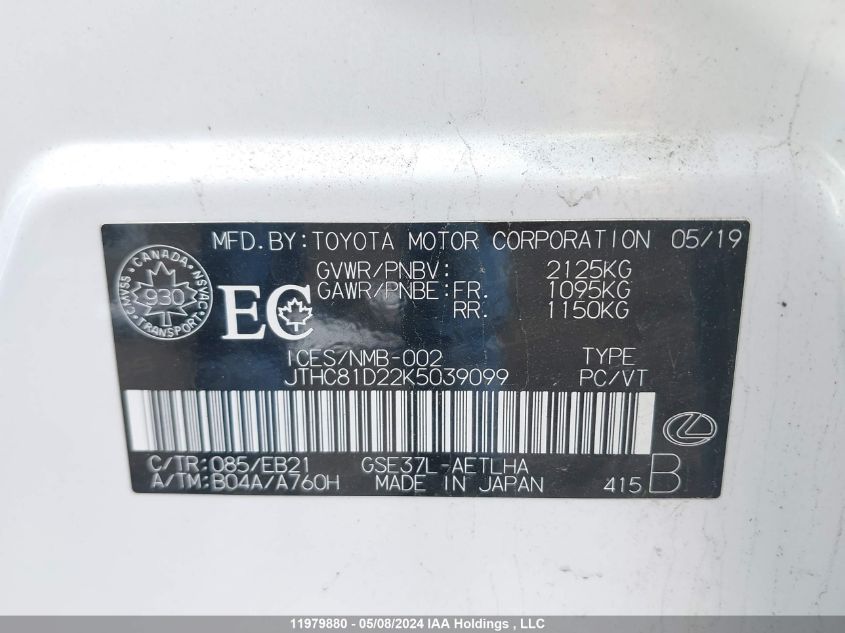 MFD.BY:TOYOTA MOTOR CORPORATION 05/19
GVWR/PNBV: 2125KG
GAWR/PNBE:FR. 1095KG
RR. 1150KG
CANADA
CMVSS NSVAC
930
TRANSPORT
EC
ICES/NMB-002 TYPE
JTHC81D22K5039099 PC/VT
C/TR:085/EB21 GSE37L-AETLHA
A/TM:B04A/A760H MADE IN JAPAN 415 B
11979880 - 05/08/2024 IAA Holdings , LLC